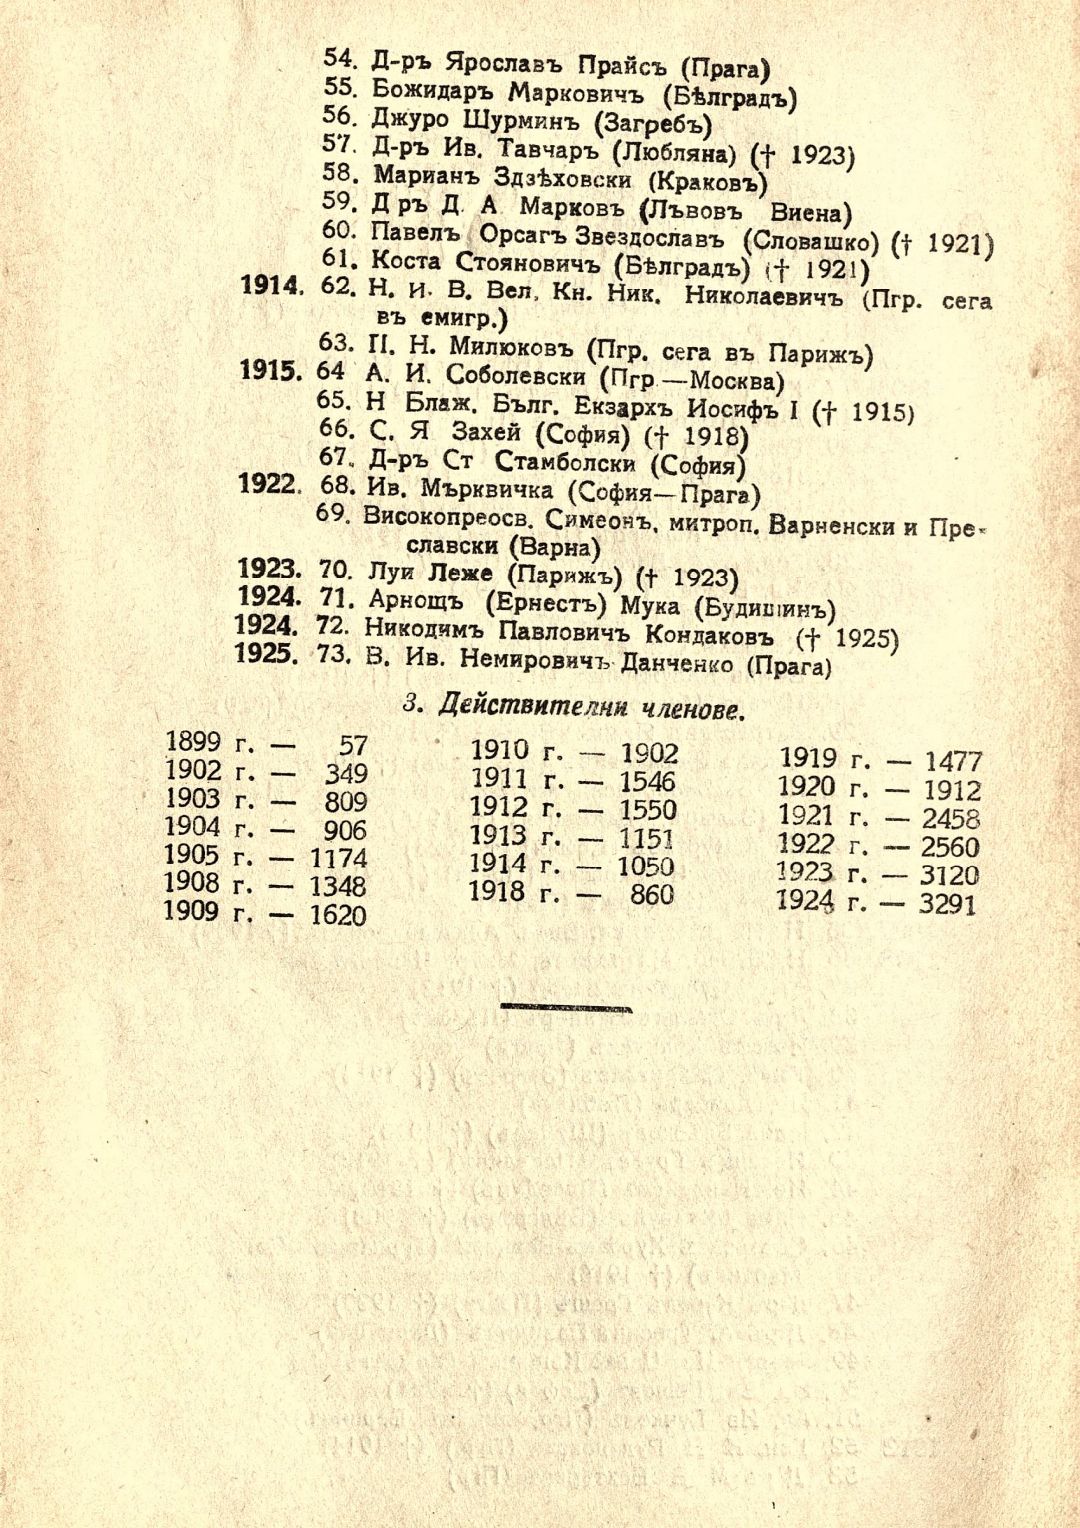 54. Д-ръ Ярославъ Прайсъ (Прага)
55. Божидаръ Марковичъ (Бѣлградъ)
56. Джуро Шурминъ (Загребъ)
57. Д-ръ Ив. Тавчаръ (Любляна) († 1923)
58. Марианъ Здзѣховски (Краковъ)
59. Д ръ Д. А Марковъ (Лъвовъ Виена)
60. Павелъ Орсагъ Звездославъ (Словашко) († 1921)
61. Коста Стояновичъ (Бѣлградъ) († 1921)
1914. 62. Н. И. В. Вел. Кн. Ник. Николаевичъ (Пгр. сега
въ емигр.)
63. П. Н. Милюковъ (Пгр. сега въ Парижъ)
1915. 64 А. И. Соболевски (Пгр.—Москва)
65. Н Блаж. Бълг. Екзархъ Иосифъ I († 1915)
66. С. Я Захей (София) († 1918)
67. Д-ръ Ст Стамболски (София)
1922. 68. Ив. Мърквичка (София—Прага)
69. Високопреосв. Симеонъ, митроп. Варненски и Пре-
славски (Варна)
1923. 70. Луи Леже (Парижъ) († 1923)
1924. 71. Арнощъ (Ернестъ) Мука (Будишинъ)
1924. 72. Никодимъ Павловичъ Кондаковъ († 1925)
1925. 73. В. Ив. Немировичъ-Данченко (Прага)
3. Действителни членове.
1899 г. — 57
1902 г. — 349
1903 г. — 809
1904 г. — 906
1905 г. — 1174
1908 г. — 1348
1909 г. — 1620
1910 г. — 1902
1911 г. — 1546
1912 г. — 1550
1913 г. — 1151
1914 г. — 1050
1918 г. — 860
1919 г. — 1477
1920 г. — 1912
1921 г. — 2458
1922 г. — 2560
1923 г. — 3120
1924 г. — 3291